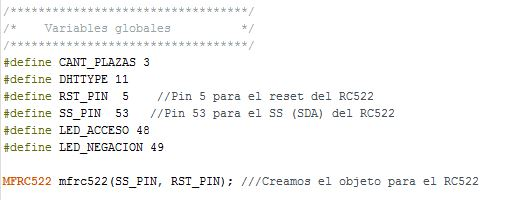 /*********************************/
/*    Variables globales          */
/*********************************/
#define CANT_PLAZAS 3
#define DHTTYPE 11
#define RST_PIN  5    //Pin 5 para el reset del RC522
#define SS_PIN  53   //Pin 53 para el SS (SDA) del RC522
#define LED_ACCESO 48
#define LED_NEGACION 49
MFRC522 mfrc522(SS_PIN, RST_PIN); ///Creamos el objeto para el RC522